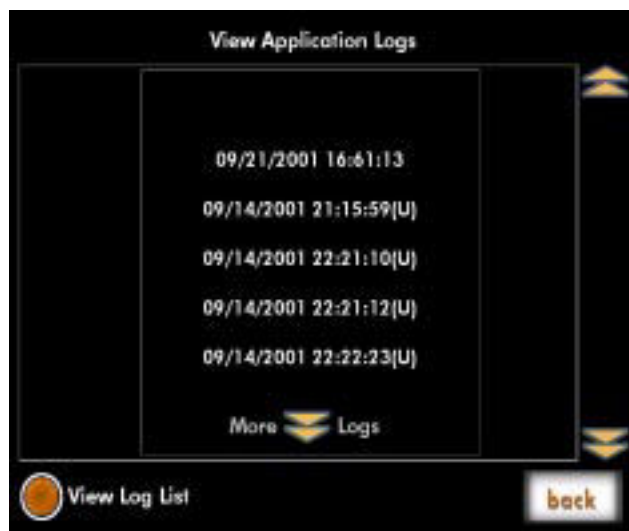 View Application Logs
09/21/2001 16:61:13
09/14/2001 21:15:59(U)
09/14/2001 22:21:10(U)
09/14/2001 22:21:12(U)
09/14/2001 22:22:23(U)
More Logs
View Log List
back